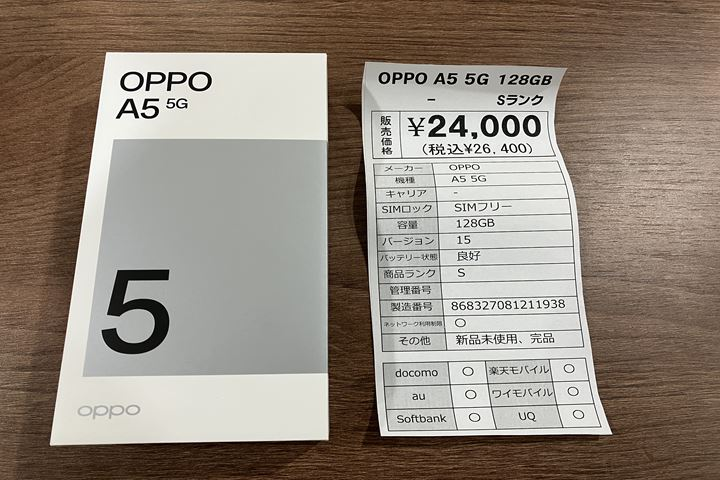 OPPO
A5 5G
5
oppo
OPPO A5 5G 128GB
- Sランク
販売価格 ¥24,000
(税込¥26,400)
メーカー OPPO
機種 A5 5G
キャリア -
SIMロック SIMフリー
容量 128GB
バージョン 15
バッテリー状態 良好
商品ランク S
管理番号
製造番号 868327081211938
ネットワーク利用制限 〇
その他 新品未使用、完品
docomo 〇 楽天モバイル 〇
au 〇 ワイモバイル 〇
Softbank 〇 UQ 〇